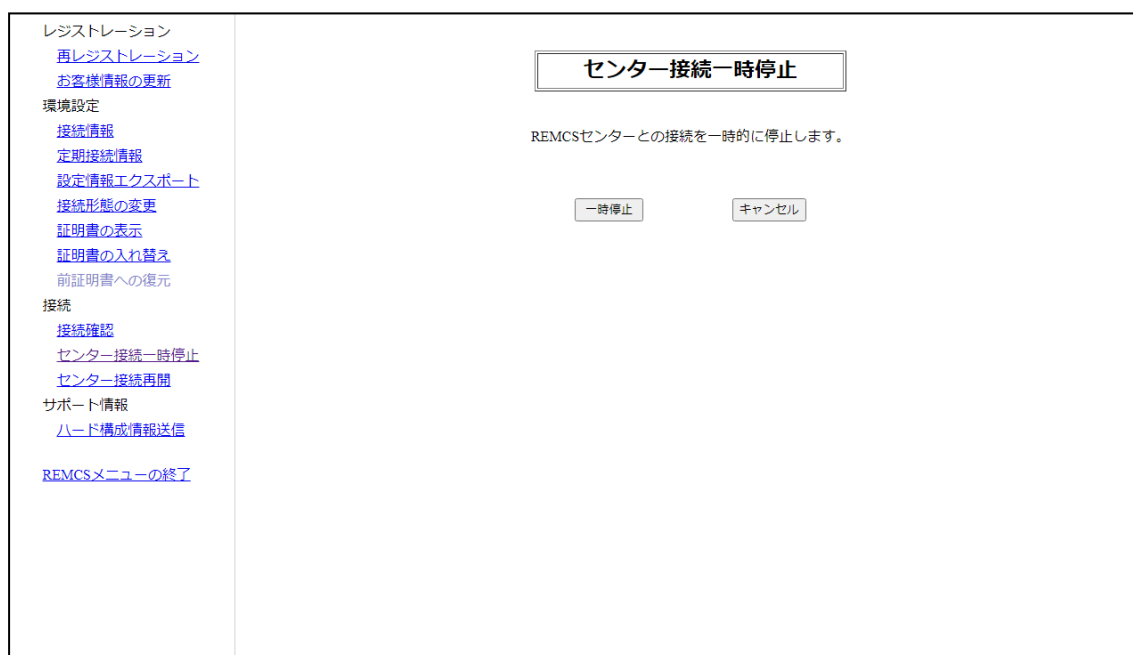 レジストレーション
再レジストレーション
お客様情報の更新
環境設定
接続情報
定期接続情報
設定情報エクスポート
接続形態の変更
証明書の表示
証明書の入れ替え
前証明書への復元
接続
接続確認
センター接続一時停止
センター接続再開
サポート情報
ハード構成情報送信
REMCSメニューの終了
センター接続一時停止
REMCSセンターとの接続を一時的に停止します。
一時停止 キャンセル